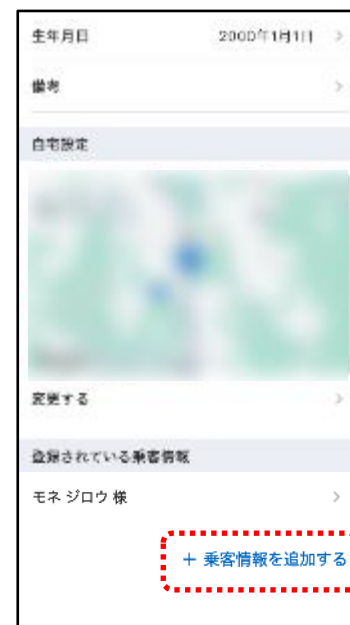 生年月日 2000年1月1日
備考
自宅設定
変更する
登録されている乗客情報
モネ ジロウ 様
+ 乗客情報を追加する